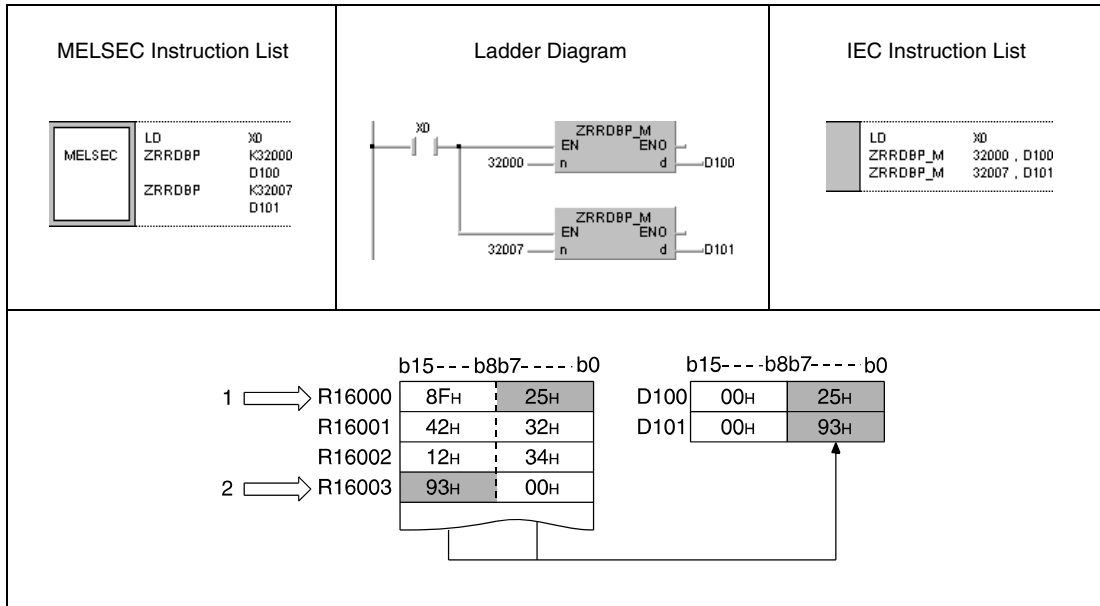 MELSEC Instruction List
MELSEC
LD X0
ZRRDBP K32000
D100
ZRRDBP K32007
D101
Ladder Diagram
X0
ZRRDBP_M
EN ENO
32000 n d D100
ZRRDBP_M
EN ENO
32007 n d D101
IEC Instruction List
LD X0
ZRRDBP_M 32000 , D100
ZRRDBP_M 32007 , D101
b15 - - - b8b7- - - - - b0
1 R16000 8FH 25H
R16001 42H 32H
R16002 12H 34H
2 R16003 93H 00H
b15- - - -b8b7- - - - b0
D100 00H 25H
D101 00H 93H